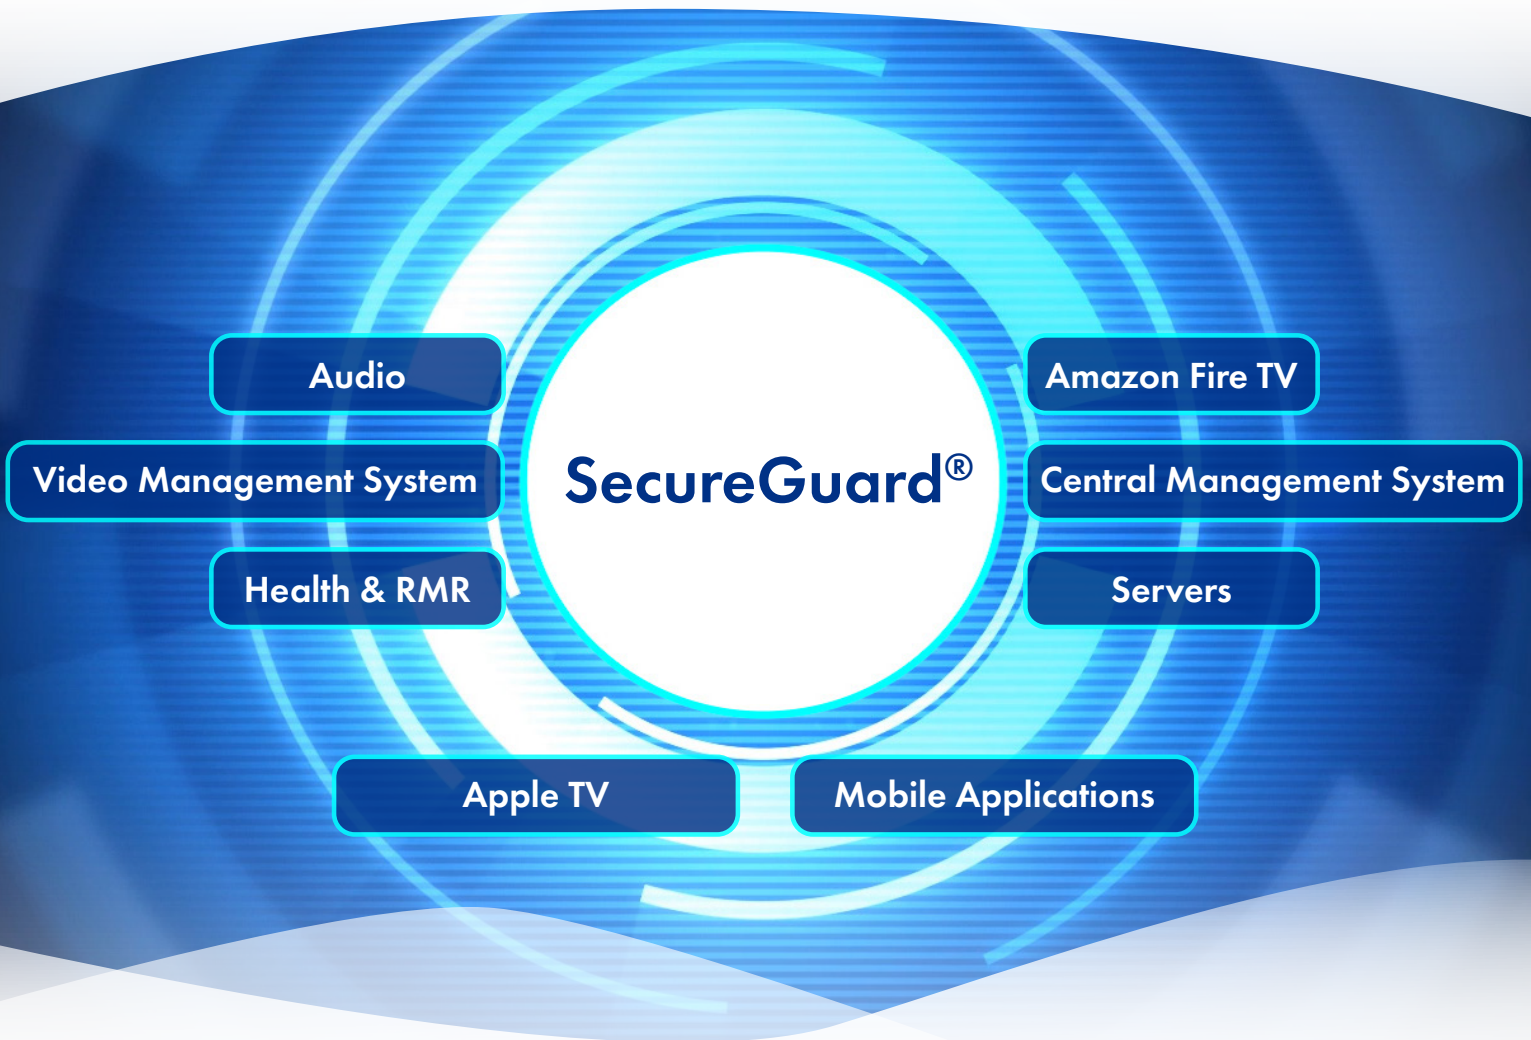 Audio
Amazon Fire TV
Video Management System
SecureGuard®
Central Management System
Health & RMR
Servers
Apple TV
Mobile Applications